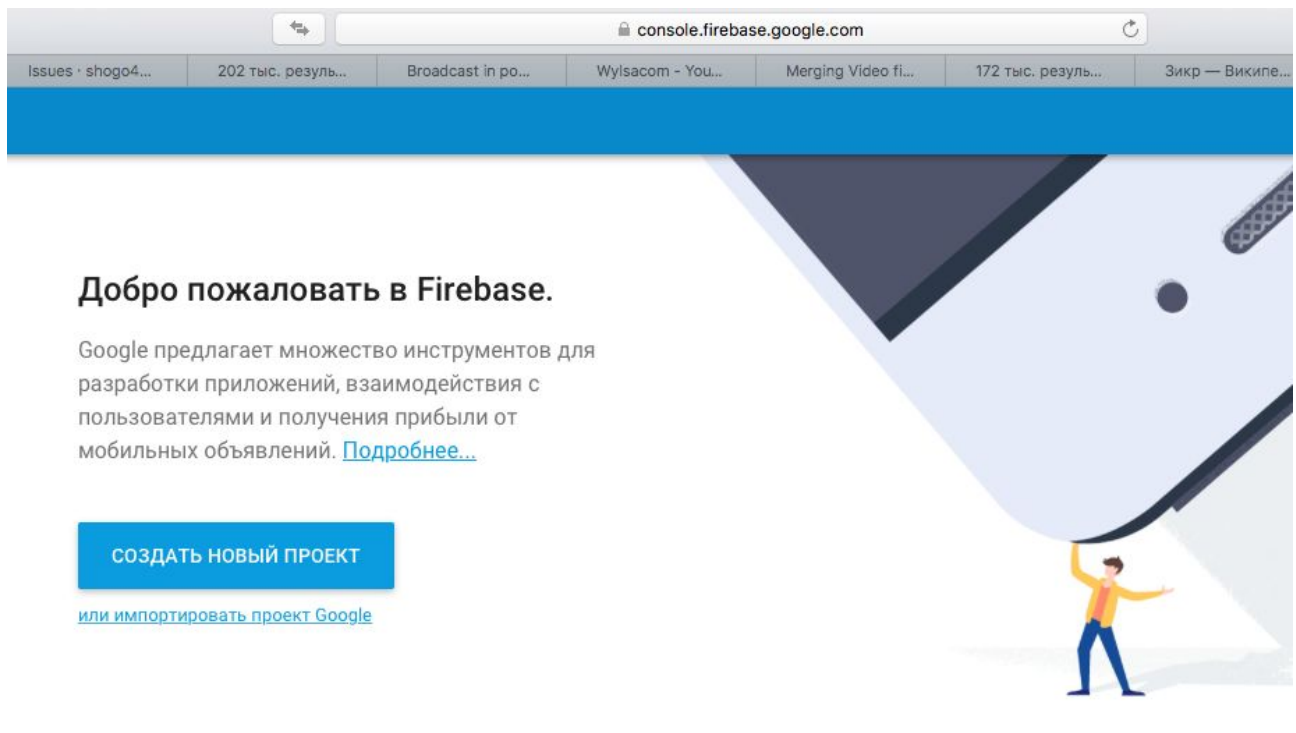 console.firebase.google.com
Issues · shogo4... 202 тыс. резуль... Broadcast in po... Wylsacom - You... Merging Video fi... 172 тыс. резуль... Зикр — Википе...
Добро пожаловать в Firebase.
Google предлагает множество инструментов для
разработки приложений, взаимодействия с
пользователями и получения прибыли от
мобильных объявлений. Подробнее...
СОЗДАТЬ НОВЫЙ ПРОЕКТ
или импортировать проект Google